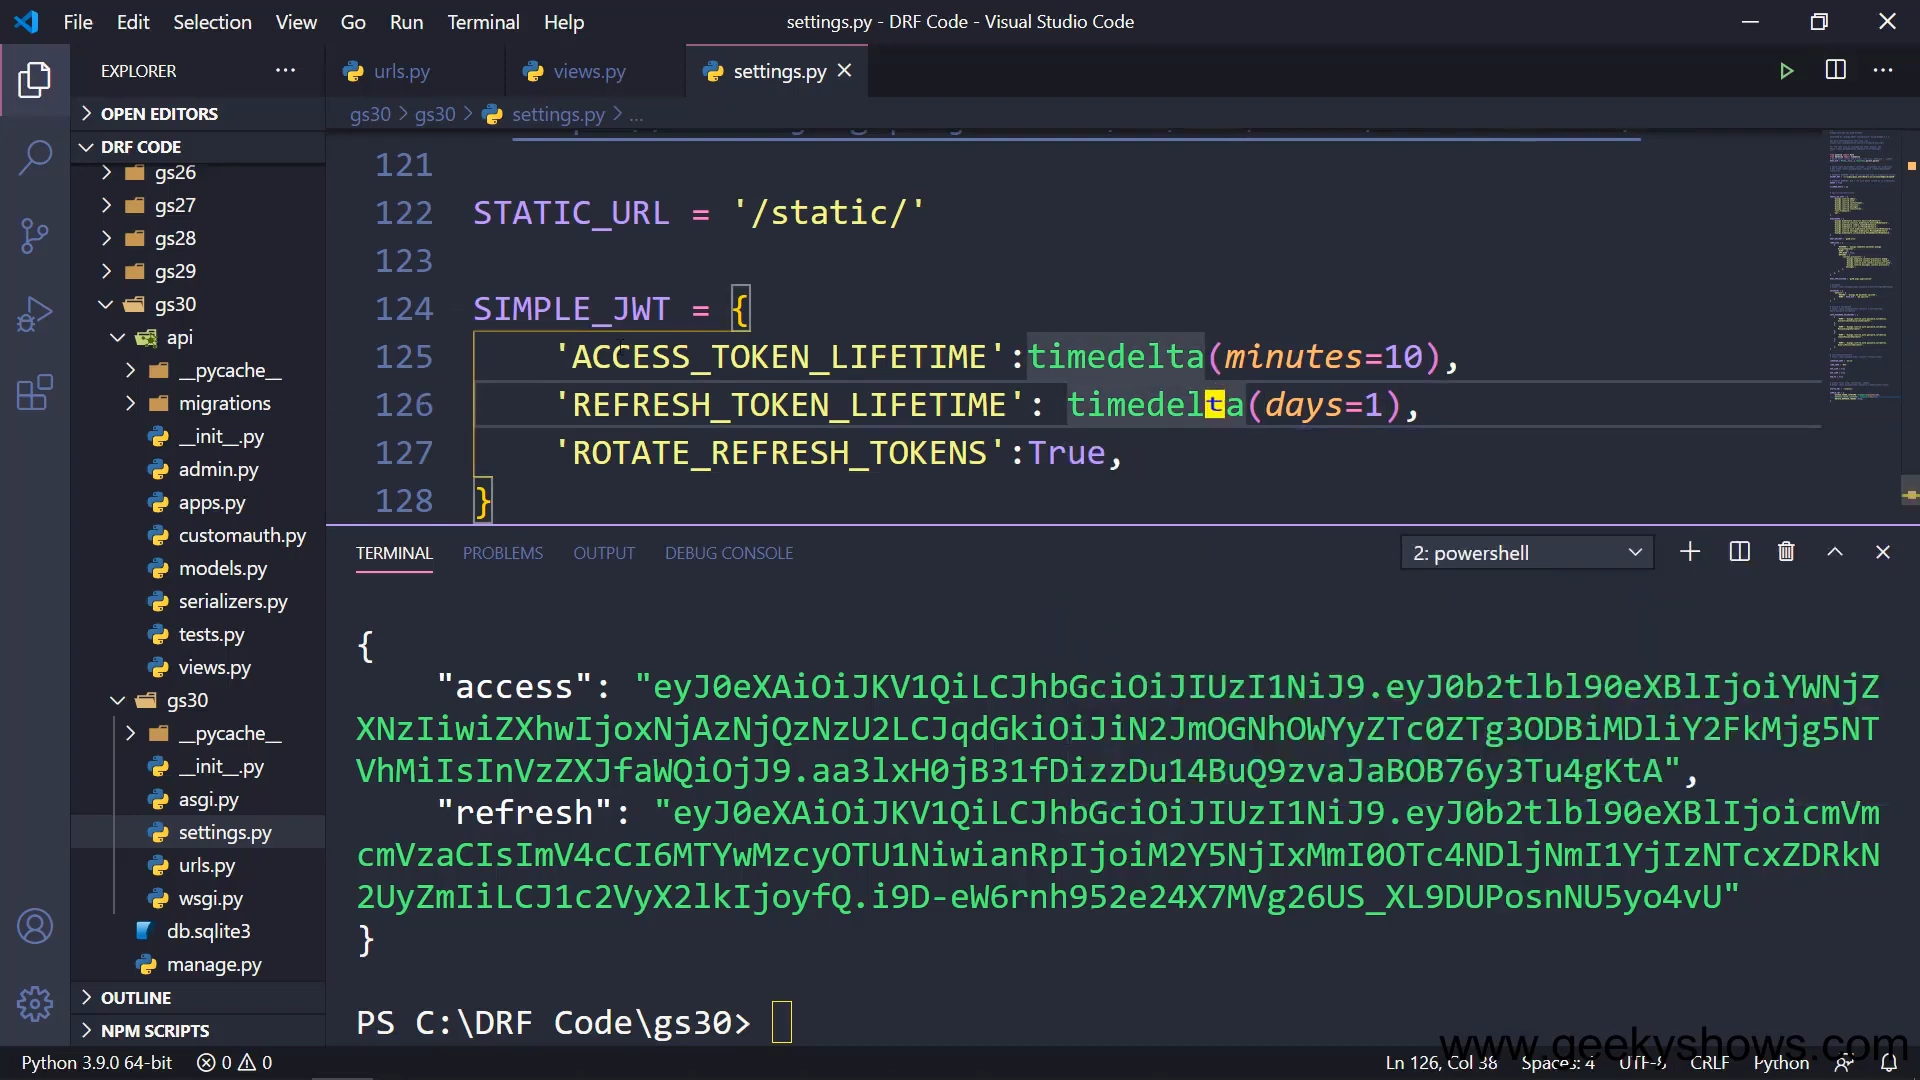 File Edit Selection View Go Run Terminal Help
settings.py - DRF Code - Visual Studio Code
EXPLORER
urls.py
views.py
settings.py
OPEN EDITORS
gs30 > gs30 > settings.py > ...
DRF CODE
gs26
gs27
gs28
gs29
gs30
api
__pycache__
migrations
__init__.py
admin.py
apps.py
customauth.py
models.py
serializers.py
tests.py
views.py
gs30
__pycache__
__init__.py
asgi.py
settings.py
urls.py
wsgi.py
db.sqlite3
manage.py
OUTLINE
NPM SCRIPTS
121
122 STATIC_URL = '/static/'
123
124 SIMPLE_JWT = {
125 'ACCESS_TOKEN_LIFETIME':timedelta(minutes=10),
126 'REFRESH_TOKEN_LIFETIME': timedelta(days=1),
127 'ROTATE_REFRESH_TOKENS':True,
128 }
TERMINAL PROBLEMS OUTPUT DEBUG CONSOLE
2: powershell
{
"access": "eyJ0eXAiOiJKV1QiLCJhbGciOiJIUzI1NiJ9.eyJ0b2tlbl90eXBlIjoiYWNjZ
XNzIiwiZXhwIjoxNjAzNjQzNzU2LCJqdGkiOiJiN2JmOGNhOWYyZTc0ZTg3ODBiMDliY2FkMjg5NT
VhMiIsInVzZXJfaWQiOjJ9.aa3lxH0jB31fDizzDu14BuQ9zvaJaBOB76y3Tu4gKtA",
"refresh": "eyJ0eXAiOiJKV1QiLCJhbGciOiJIUzI1NiJ9.eyJ0b2tlbl90eXBlIjoicmVm
cmVzaCIsImV4cCI6MTYwMzcyOTU1NiwianRpIjoiM2Y5NjIxMmI0OTc4NDljNmI1YjIzNTcxZDRkN
2UyZmIiLCJ1c2VyX2lkIjoyfQ.i9D-eW6rnh952e24X7MVg26US_XL9DUPosnNU5yo4vU"
}
PS C:\DRF Code\gs30>
www.geekyshows.com
Python 3.9.0 64-bit 0 0
Ln 126, Col 38 Spaces: 4 UTF-8 CRLF Python